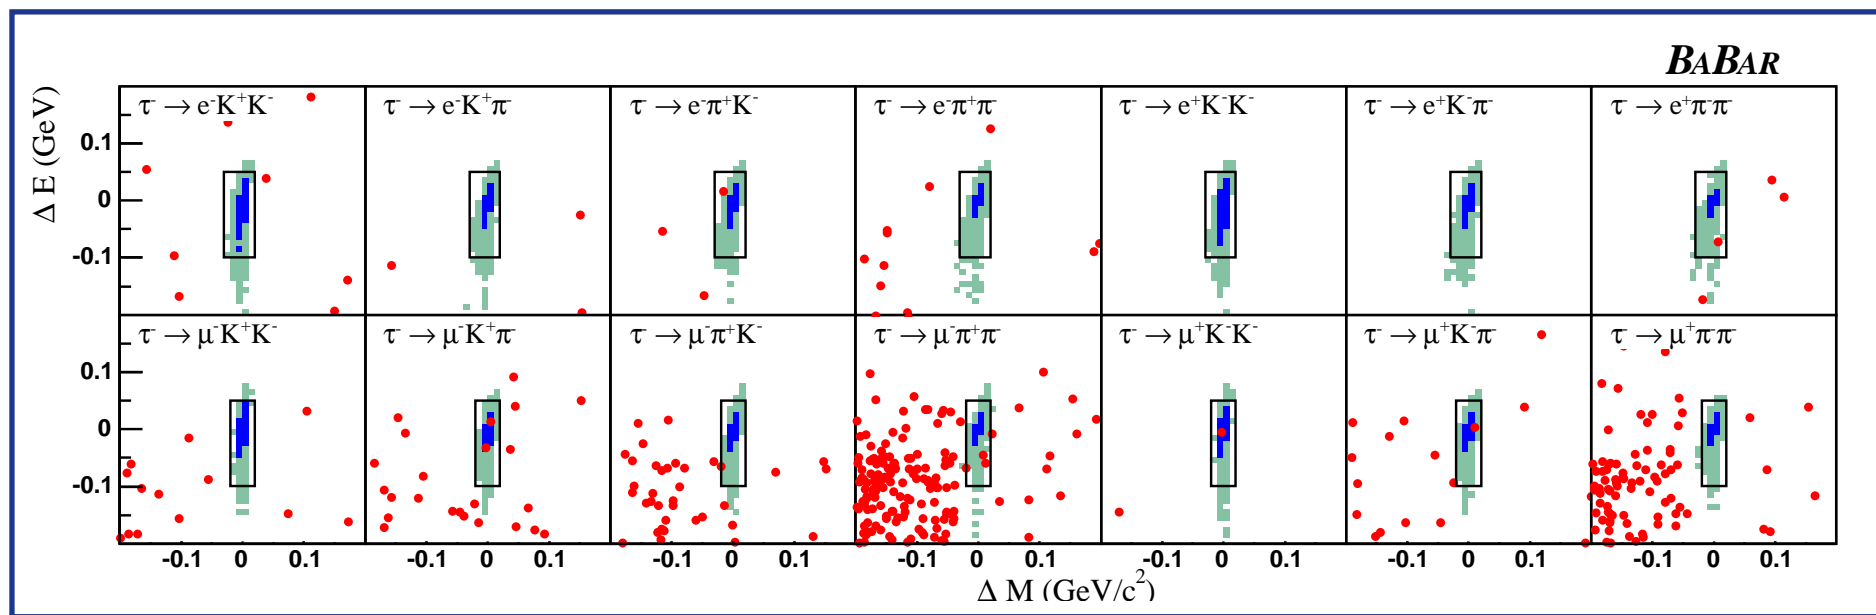 BABAR
Δ E (GeV)
τ⁻ → e⁻K⁺K⁻ τ⁻ → e⁻K⁺π⁻ τ⁻ → e⁻π⁺K⁻ τ⁻ → e⁻π⁺π⁻ τ⁻ → e⁺K⁻K⁻ τ⁻ → e⁺K⁻π⁻ τ⁻ → e⁺π⁻π⁻
0.1
0
-0.1
τ⁻ → μ⁻K⁺K⁻ τ⁻ → μ⁻K⁺π⁻ τ⁻ → μ⁻π⁺K⁻ τ⁻ → μ⁻π⁺π⁻ τ⁻ → μ⁺K⁻K⁻ τ⁻ → μ⁺K⁻π⁻ τ⁻ → μ⁺π⁻π⁻
0.1
0
-0.1
-0.1 0 0.1 -0.1 0 0.1 -0.1 0 0.1 -0.1 0 0.1 -0.1 0 0.1 -0.1 0 0.1 -0.1 0 0.1
Δ M (GeV/c²)